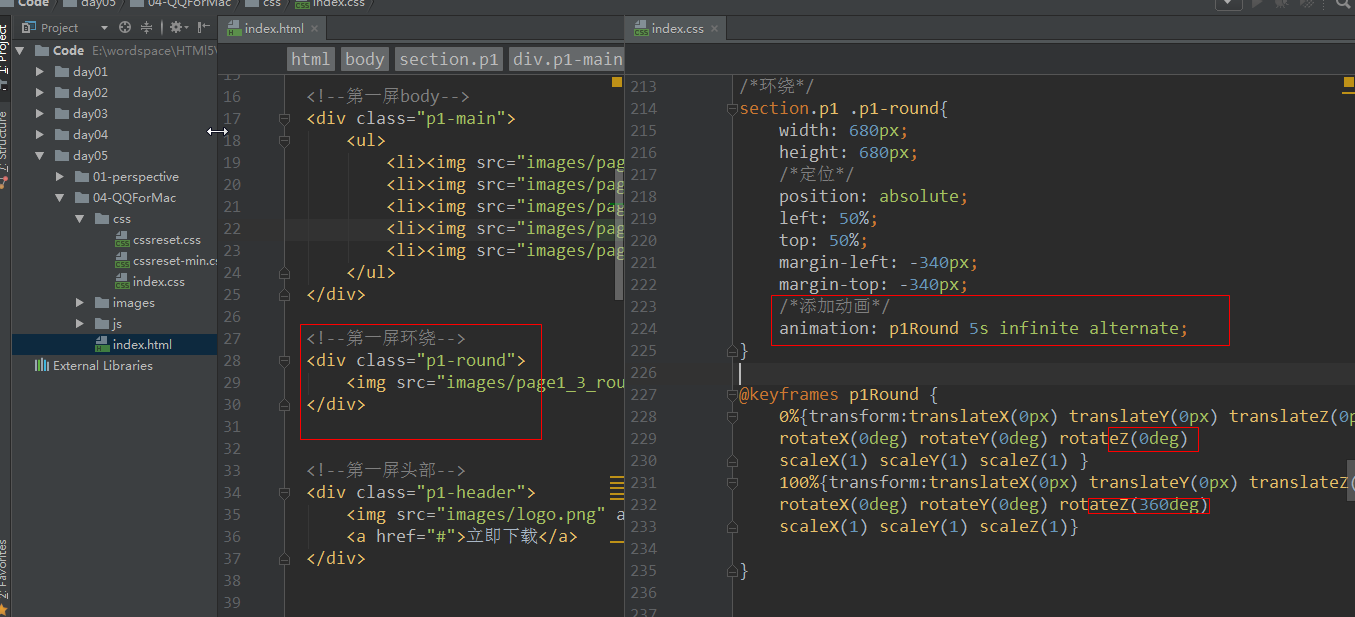 Code day05 04-QQForMac css index.css
Project
Code E:\wordspace\HTMl5\
day01
day02
day03
day04
day05
01-perspective
04-QQForMac
css
cssreset.css
cssreset-min.cs
index.css
images
js
index.html
External Libraries
1: Project
Z: Structure
2: Favorites
index.html
html body section.p1 div.p1-main
15
16 <!--第一屏body-->
17 <div class="p1-main">
18 <ul>
19 <li><img src="images/pag
20 <li><img src="images/pag
21 <li><img src="images/pag
22 <li><img src="images/pag
23 <li><img src="images/pag
24 </ul>
25 </div>
26
27 <!--第一屏环绕-->
28 <div class="p1-round">
29 <img src="images/page1_3_rou
30 </div>
31
32
33 <!--第一屏头部-->
34 <div class="p1-header">
35 <img src="images/logo.png" a
36 <a href="#">立即下载</a>
37 </div>
38
39
index.css
213 /*环绕*/
214 section.p1 .p1-round{
215 width: 680px;
216 height: 680px;
217 /*定位*/
218 position: absolute;
219 left: 50%;
220 top: 50%;
221 margin-left: -340px;
222 margin-top: -340px;
223 /*添加动画*/
224 animation: p1Round 5s infinite alternate;
225 }
226
227 @keyframes p1Round {
228 0%{transform:translateX(0px) translateY(0px) translateZ(0p
229 rotateX(0deg) rotateY(0deg) rotateZ(0deg)
230 scaleX(1) scaleY(1) scaleZ(1) }
231 100%{transform:translateX(0px) translateY(0px) translateZ(
232 rotateX(0deg) rotateY(0deg) rotateZ(360deg)
233 scaleX(1) scaleY(1) scaleZ(1)}
234
235 }
236
237